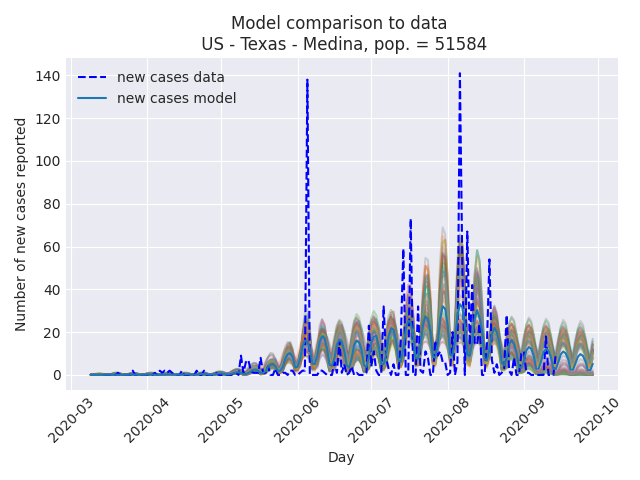 Model comparison to data
US - Texas - Medina, pop. = 51584
new cases data
new cases model
Number of new cases reported
140
120
100
80
60
40
20
0
2020-03
2020-04
2020-05
2020-06
2020-07
2020-08
2020-09
2020-10
Day